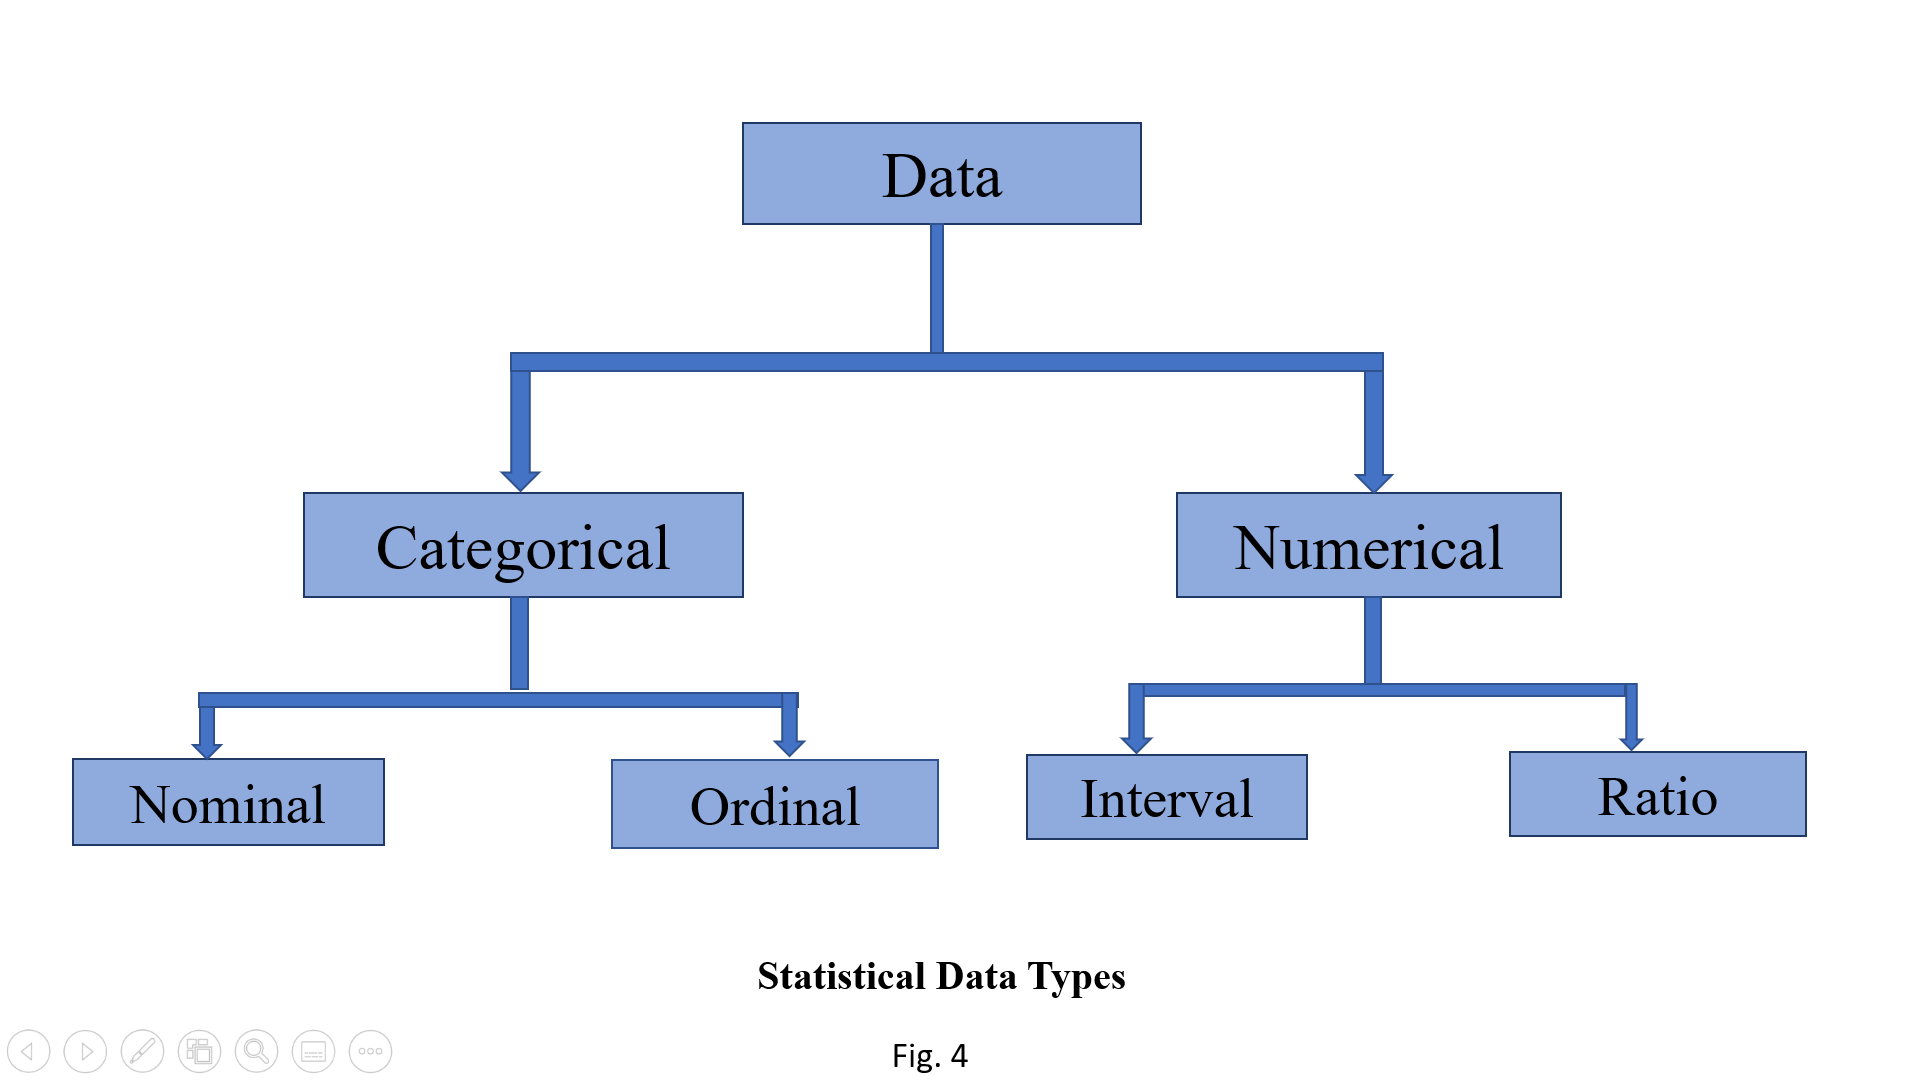 Data
Categorical
Numerical
Nominal
Ordinal
Interval
Ratio
Statistical Data Types
Fig. 4